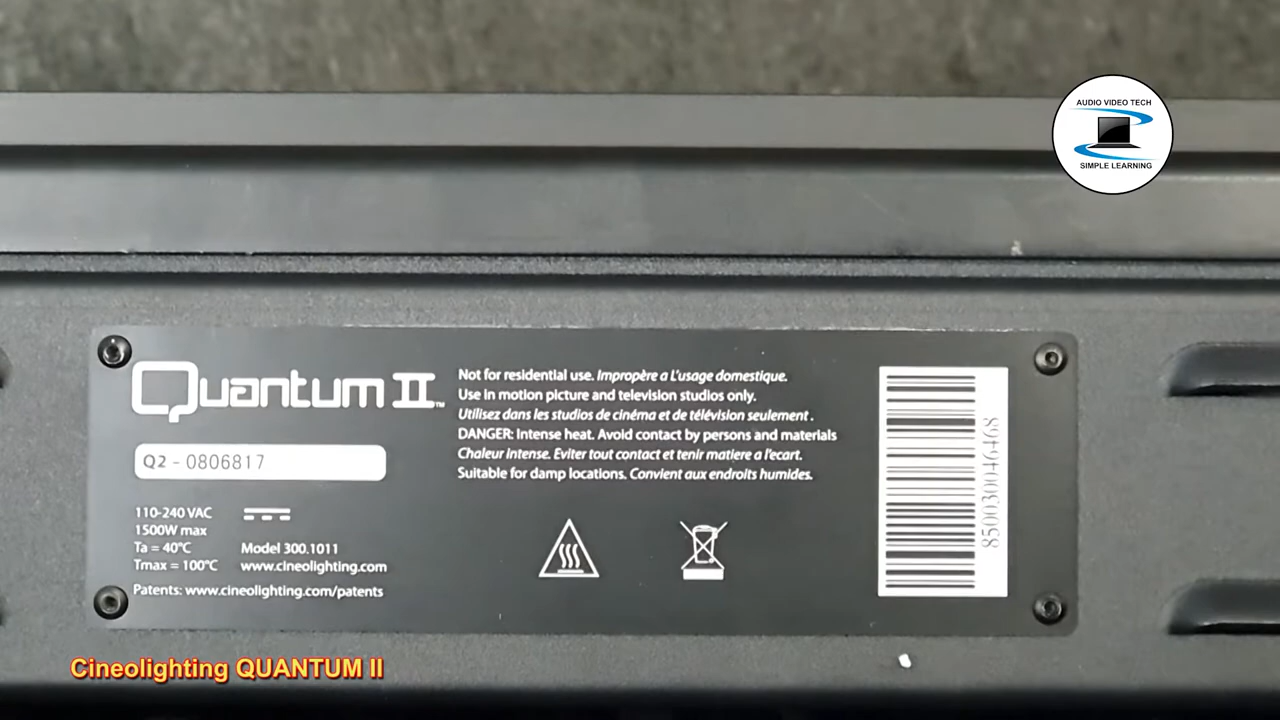 AUDIO VIDEO TECH
SIMPLE LEARNING
Quantum II™
Q2 - 0806817
110-240 VAC
1500W max
Ta = 40°C
Tmax = 100°C
Model 300.1011
www.cineolighting.com
Patents: www.cineolighting.com/patents
Not for residential use. Impropère a L'usage domestique.
Use in motion picture and television studios only.
Utilisez dans les studios de cinéma et de télévision seulement .
DANGER: Intense heat. Avoid contact by persons and materials
Chaleur Intense. Eviter tout contact et tenir matiere a l'ecart.
Suitable for damp locations. Convient aux endroits humides.
850030046468
Cineolighting QUANTUM II